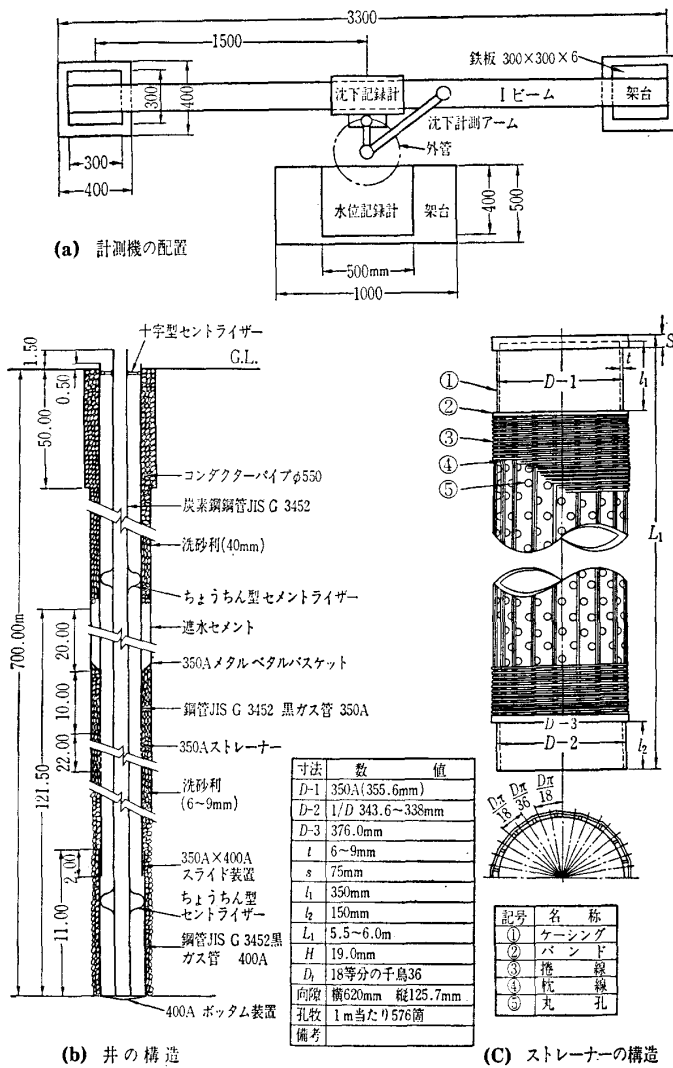 3300
1500
鉄板 300×300×6
沈下記録計
Iビーム
架台
300
400
沈下計測アーム
外管
300
400
水位記録計
架台
400
500
500mm
1000
(a) 計測機の配置
十字型セントライザー
G.L.
1.50
0.50
50.00
コンダクターパイプφ550
炭素鋼鋼管JIS G 3452
洗砂利(40mm)
ちょうちん型セメントライザー
遮水セメント
350Aメタルペタルバスケット
鋼管JIS G 3452 黒ガス管 350A
350Aストレーナー
洗砂利
(6~9mm)
350A×400A
スライド装置
ちょうちん型
セントライザー
鋼管JIS G 3452黒
ガス管 400A
400A ボッタム装置
700.00m
121.50
20.00
10.00
22.00
2.00
11.00
(b) 井の構造
S
t
l₁
①
②
③
④
⑤
D-1
L₁
D-3
D-2
l₂
Dπ/18
Dπ/36
Dπ/18
寸法 数 値
D-1 350A(355.6mm)
D-2 1/D 343.6~338mm
D-3 376.0mm
t 6~9mm
s 75mm
l₁ 350mm
l₂ 150mm
L₁ 5.5~6.0m
H 19.0mm
D₁ 18等分の千鳥36
向隙 横620mm 縦125.7mm
孔牧 1m当たり576箇
備考
記号 名 称
① ケーシング
② バンド
③ 捲線
④ 枕線
⑤ 丸孔
(C) ストレーナーの構造